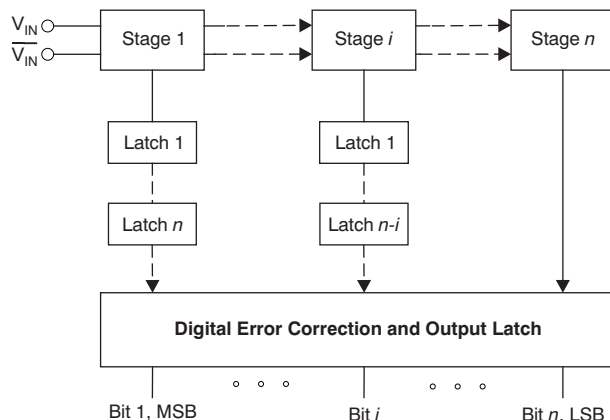 V_IN
V̅_I̅N̅
Stage 1
Stage i
Stage n
Latch 1
Latch 1
Latch n
Latch n-i
Digital Error Correction and Output Latch
Bit 1, MSB
Bit i
Bit n, LSB